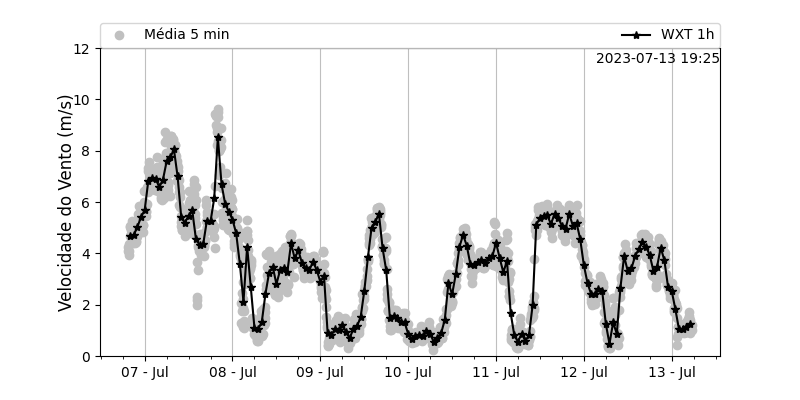 Média 5 min
WXT 1h
2023-07-13 19:25
Velocidade do Vento (m/s)
12
10
8
6
4
2
0
07 - Jul
08 - Jul
09 - Jul
10 - Jul
11 - Jul
12 - Jul
13 - Jul